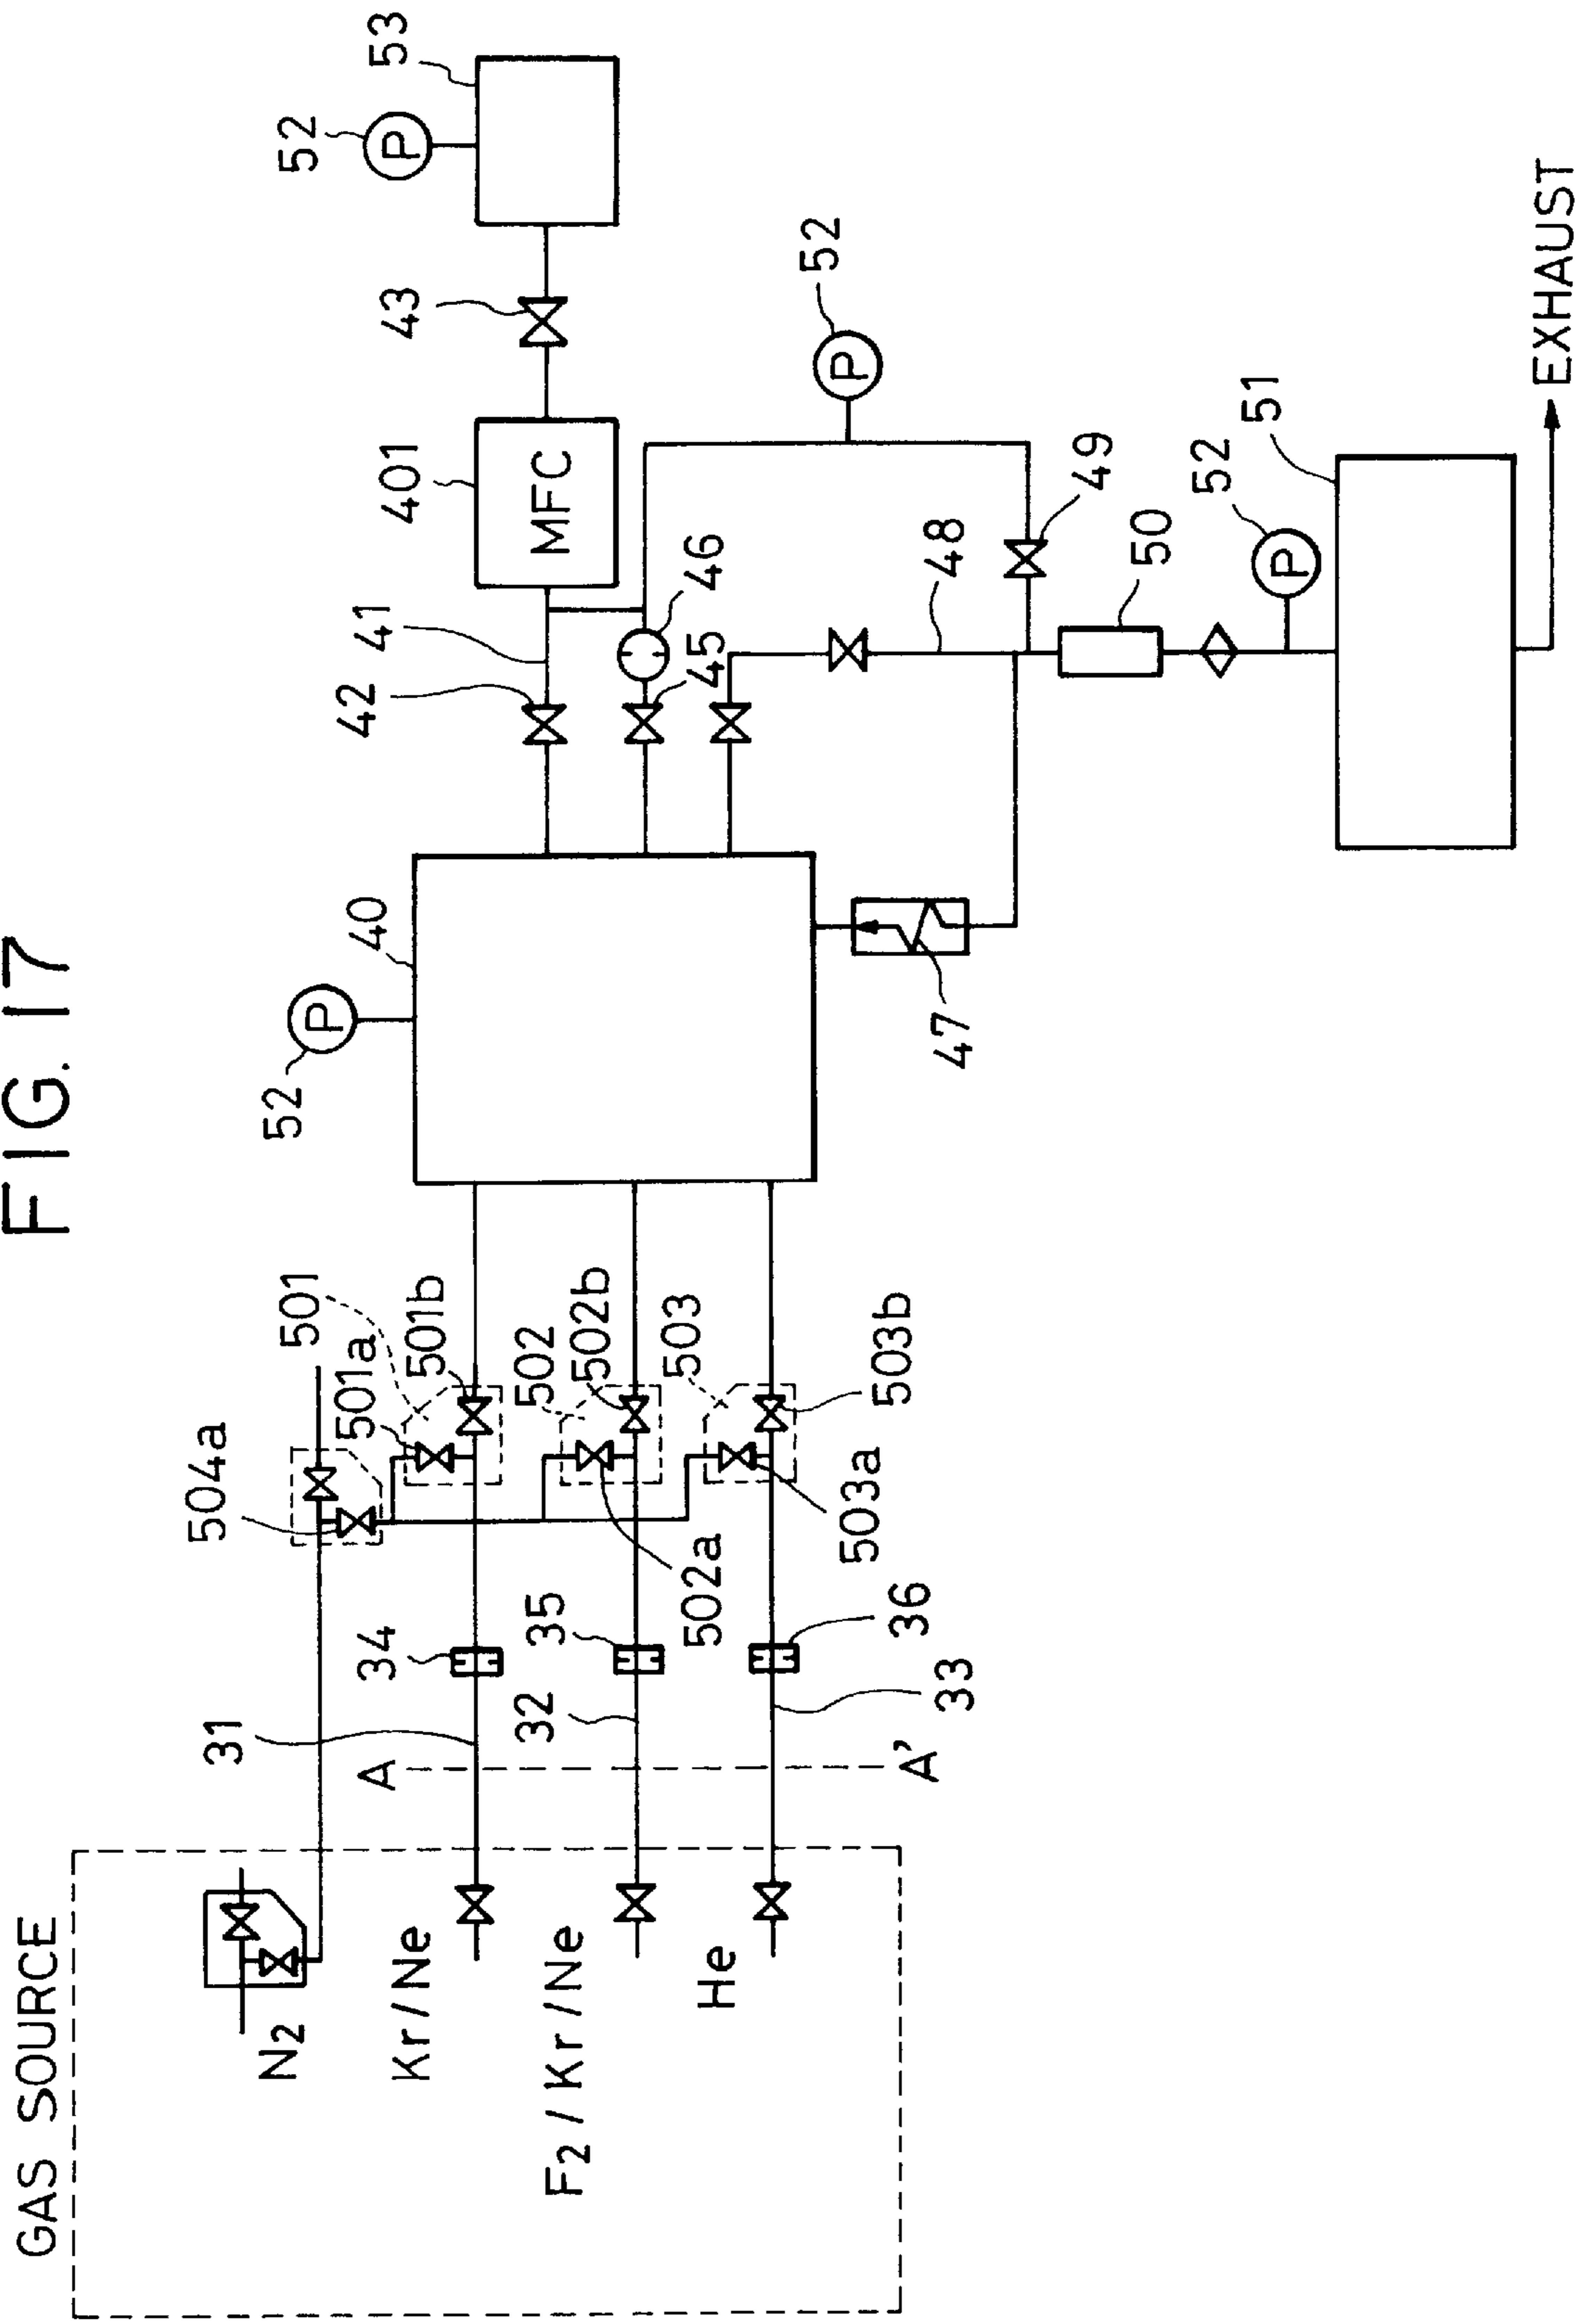 FIG. 17
GAS SOURCE
N2
Kr/Ne
F2/Kr/Ne
He
31
32
33
A
A'
34
35
36
504a
501
501a
501b
502
502b
502a
503
503b
503a
52
P
40
47
42
41
45
46
401
MFC
43
52
P
53
52
P
48
49
50
52
P
51
EXHAUST